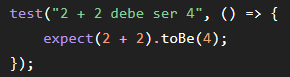 test("2 + 2 debe ser 4", () => {
    expect(2 + 2).toBe(4);
});